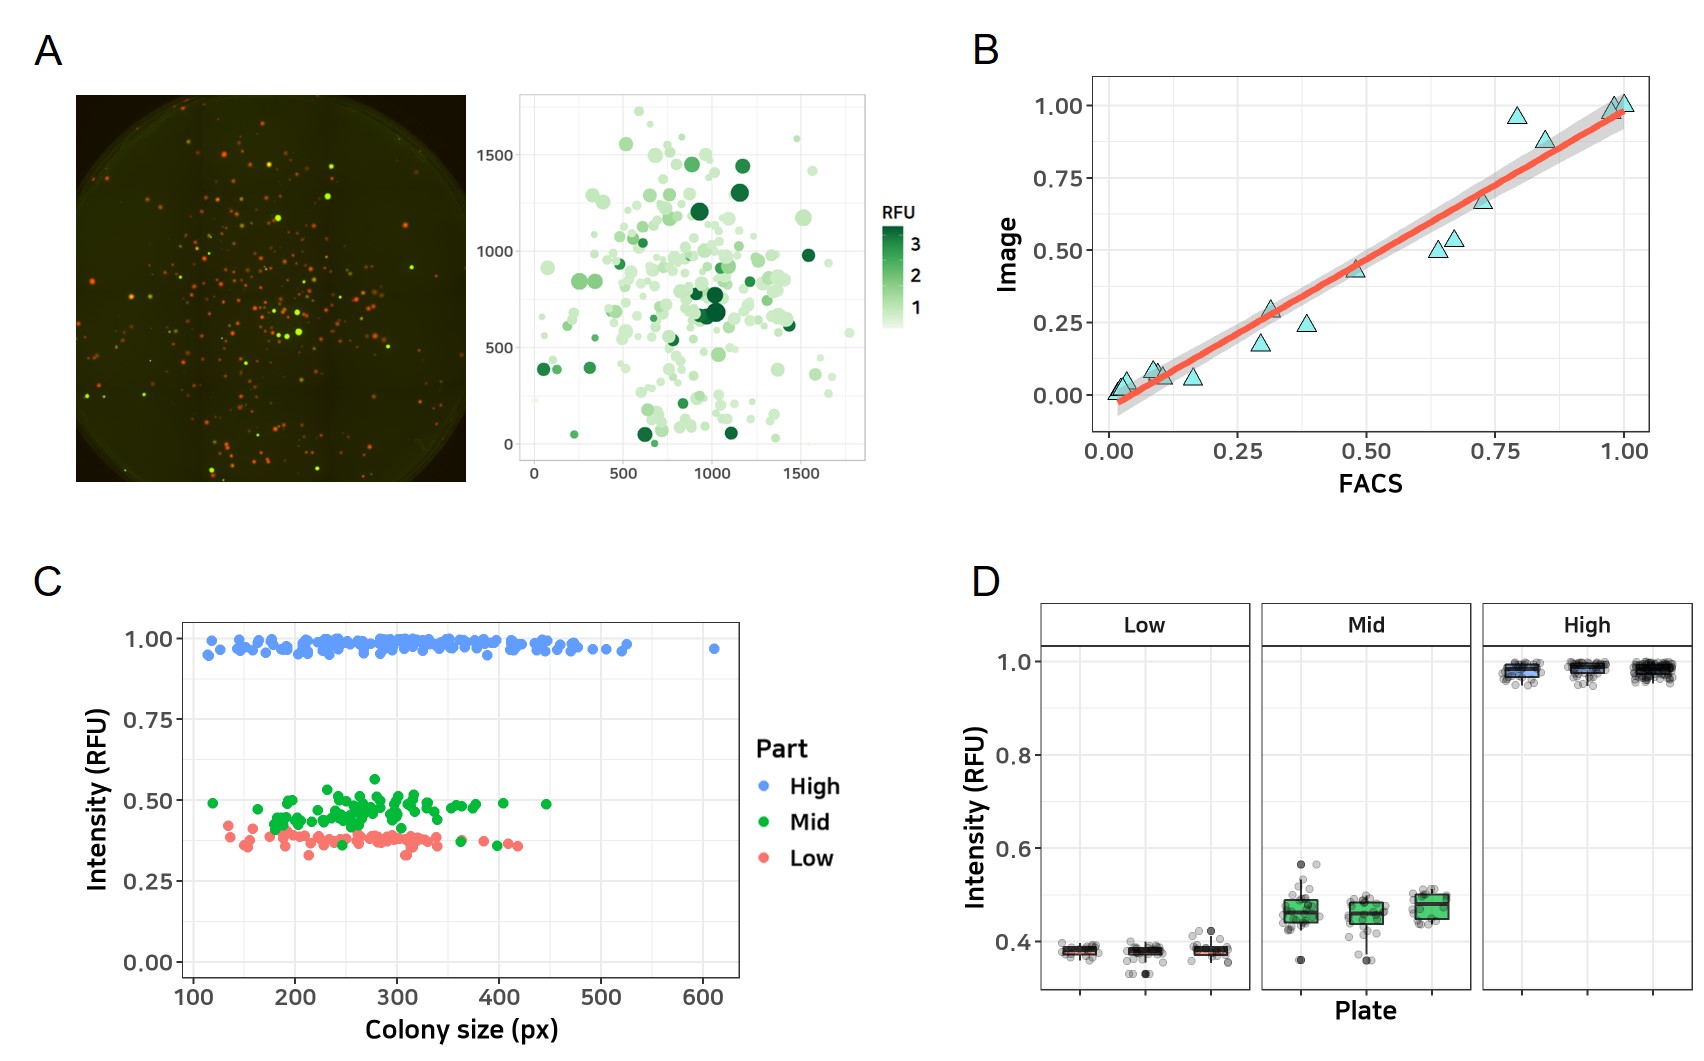 A
1500
1000
500
0
0 500 1000 1500
RFU
3
2
1
B
1.00
0.75
0.50
0.25
0.00
0.00 0.25 0.50 0.75 1.00
Image
FACS
C
1.00
0.75
0.50
0.25
0.00
100 200 300 400 500 600
Intensity (RFU)
Colony size (px)
Part
High
Mid
Low
D
Low Mid High
1.0
0.8
0.6
0.4
Intensity (RFU)
Plate